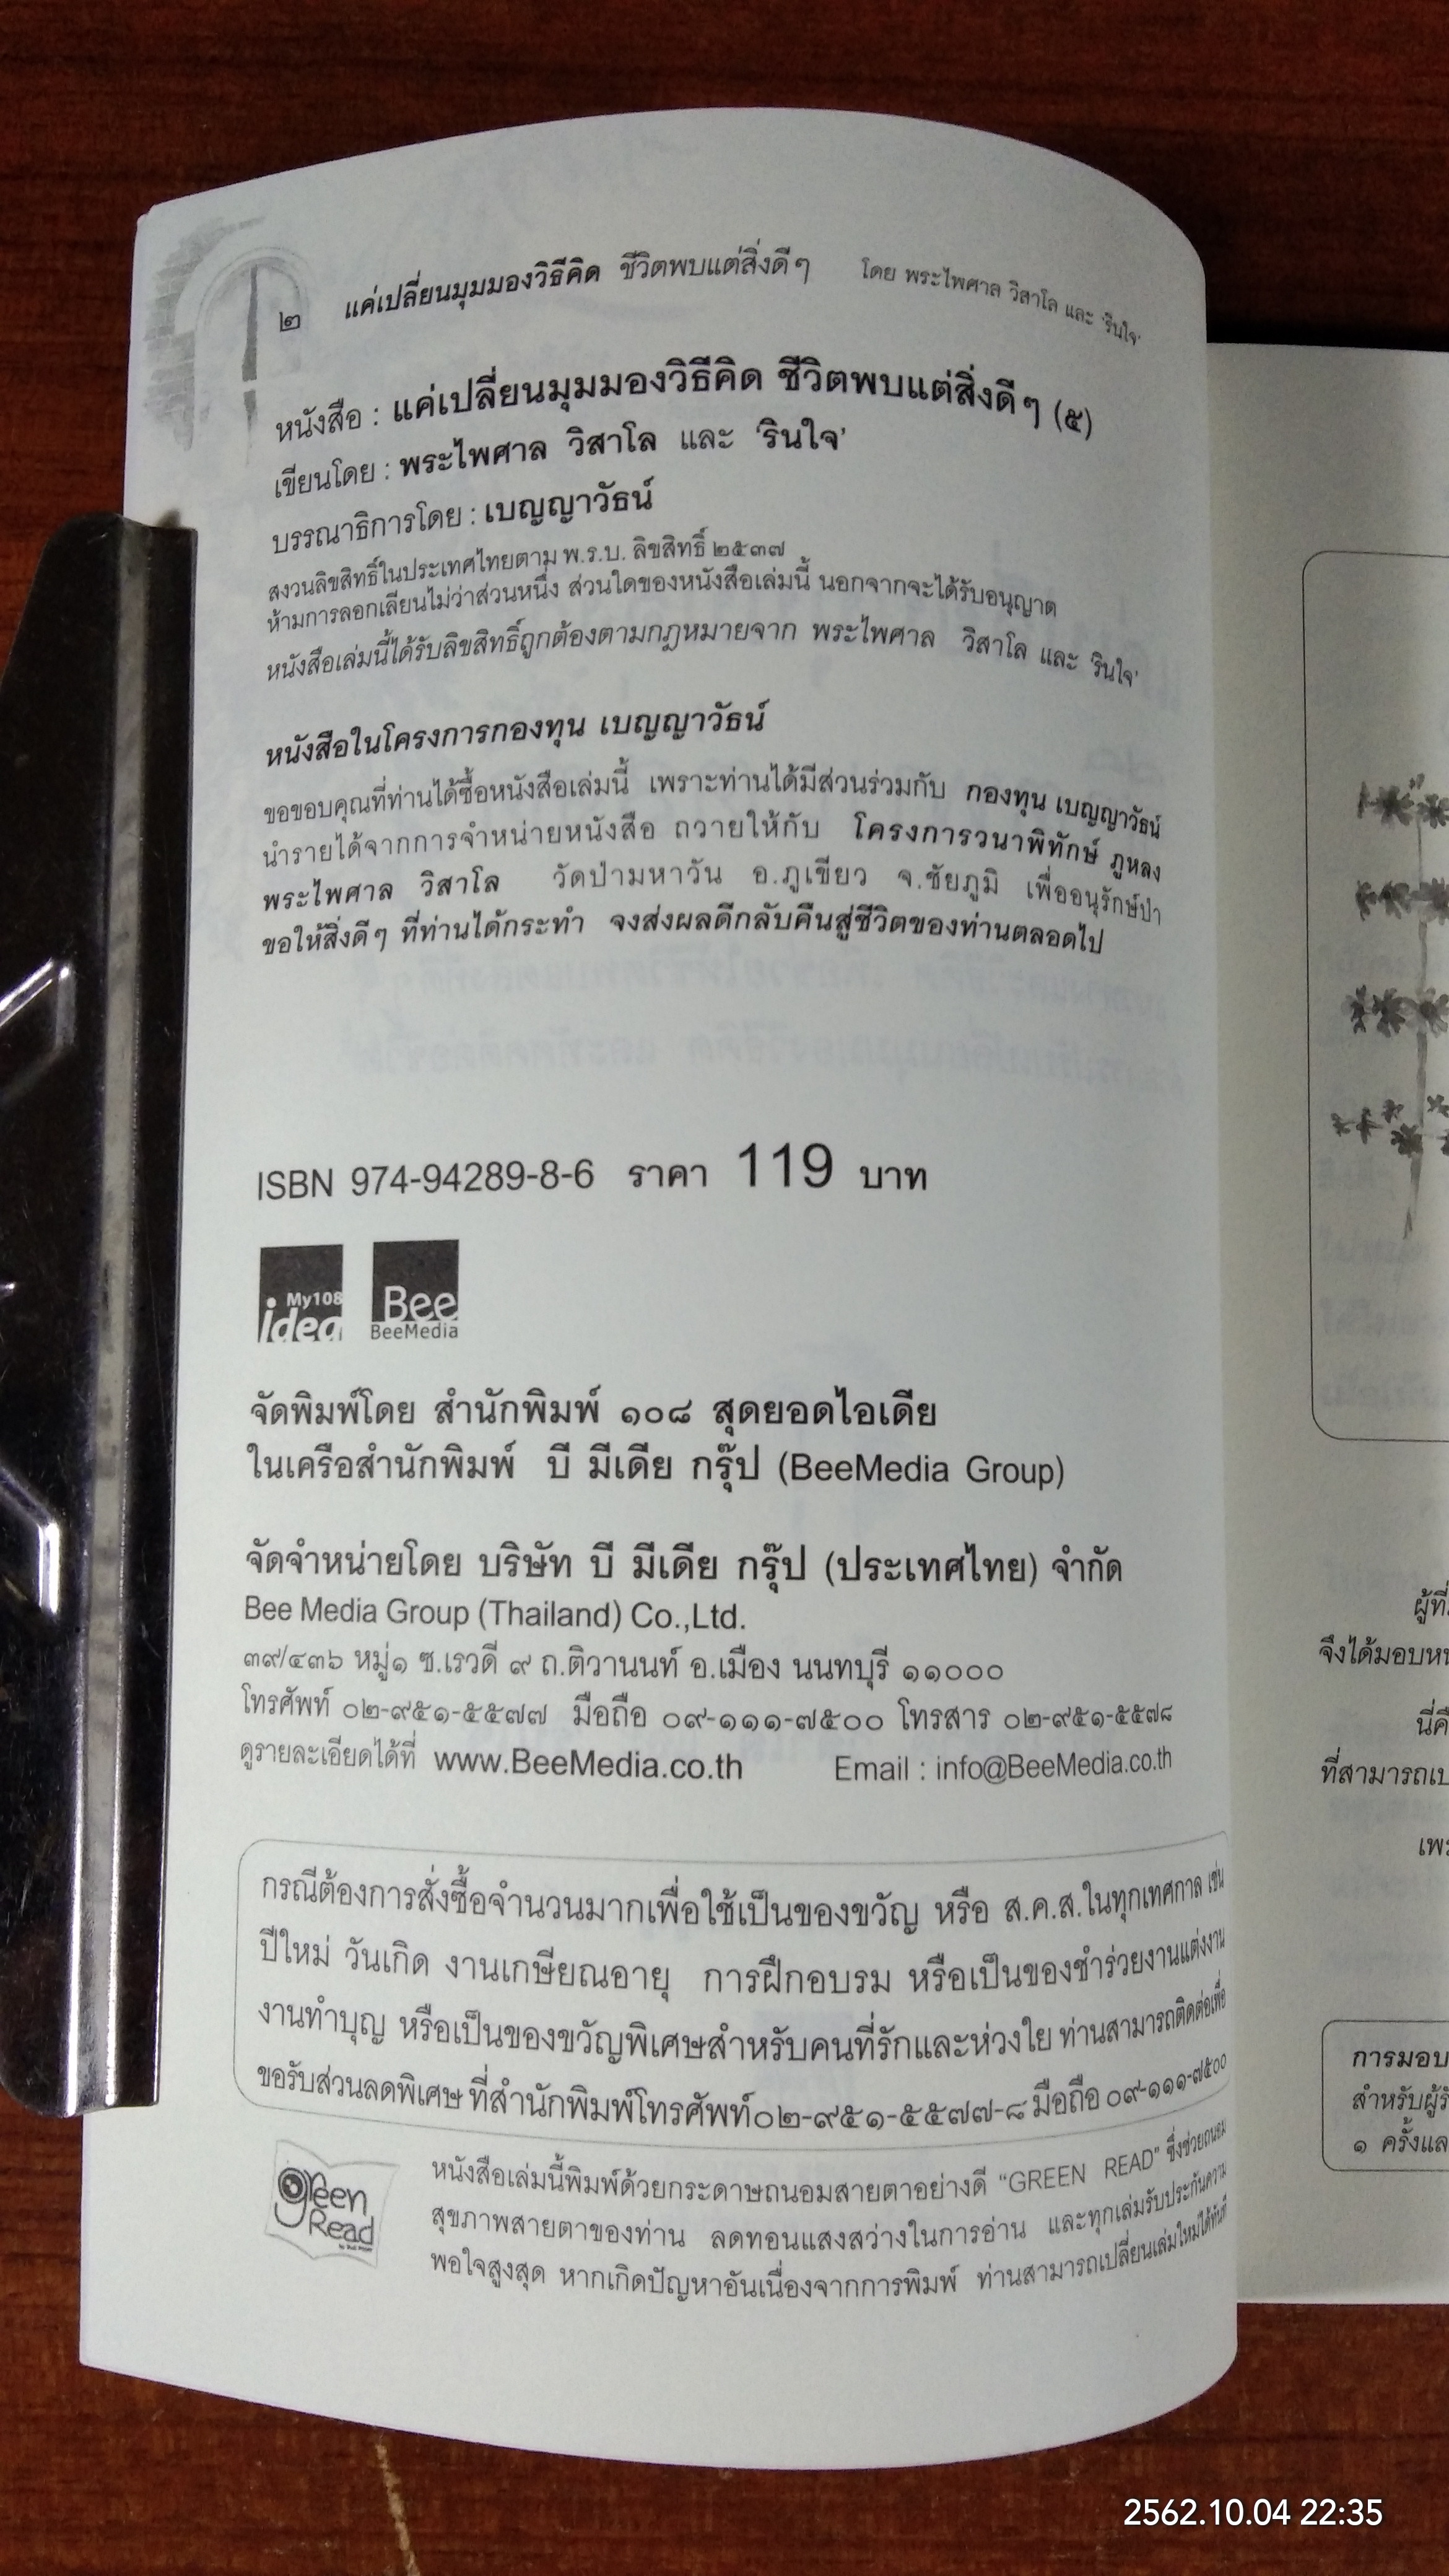 ๒ แค่เปลี่ยนมุมมองวิธีคิด ชีวิตพบแต่สิ่งดีๆ โดย พระไพศาล วิสาโล และ 'รินใจ'
หนังสือ : แค่เปลี่ยนมุมมองวิธีคิด ชีวิตพบแต่สิ่งดีๆ (๕)
เขียนโดย : พระไพศาล วิสาโล และ 'รินใจ'
บรรณาธิการโดย : เบญญาวัธน์
สงวนลิขสิทธิ์ในประเทศไทยตาม พ.ร.บ. ลิขสิทธิ์ ๒๕๓๗
ห้ามการลอกเลียนไม่ว่าส่วนหนึ่ง ส่วนใดของหนังสือเล่มนี้ นอกจากจะได้รับอนุญาต
หนังสือเล่มนี้ได้รับลิขสิทธิ์ถูกต้องตามกฎหมายจาก พระไพศาล วิสาโล และ 'รินใจ'
หนังสือในโครงการกองทุน เบญญาวัธน์
ขอขอบคุณที่ท่านได้ซื้อหนังสือเล่มนี้ เพราะท่านได้มีส่วนร่วมกับ กองทุน เบญญาวัธน์
นำรายได้จากการจำหน่ายหนังสือ ถวายให้กับ โครงการวนาพิทักษ์ ภูหลง
พระไพศาล วิสาโล วัดป่ามหาวัน อ.ภูเขียว จ.ชัยภูมิ เพื่ออนุรักษ์ป่า
ขอให้สิ่งดีๆ ที่ท่านได้กระทำ จงส่งผลดีกลับคืนสู่ชีวิตของท่านตลอดไป
ISBN 974-94289-8-6 ราคา 119 บาท
My108 idea Bee BeeMedia
จัดพิมพ์โดย สำนักพิมพ์ ๑๐๘ สุดยอดไอเดีย
ในเครือสำนักพิมพ์ บี มีเดีย กรุ๊ป (BeeMedia Group)
จัดจำหน่ายโดย บริษัท บี มีเดีย กรุ๊ป (ประเทศไทย) จำกัด
Bee Media Group (Thailand) Co.,Ltd.
๓๙/๔๓๖ หมู่๑ ซ.เรวดี ๙ ถ.ติวานนท์ อ.เมือง นนทบุรี ๑๑๐๐๐
โทรศัพท์ ๐๒-๙๕๑-๕๕๗๗ มือถือ ๐๙-๑๑๑-๗๕๐๐ โทรสาร ๐๒-๙๕๑-๕๕๗๘
ดูรายละเอียดได้ที่ www.BeeMedia.co.th Email : info@BeeMedia.co.th
กรณีต้องการสั่งซื้อจำนวนมากเพื่อใช้เป็นของขวัญ หรือ ส.ค.ส.ในทุกเทศกาล เช่น
ปีใหม่ วันเกิด งานเกษียณอายุ การฝึกอบรม หรือเป็นของชำร่วยงานแต่งงาน
งานทำบุญ หรือเป็นของขวัญพิเศษสำหรับคนที่รักและห่วงใย ท่านสามารถติดต่อเพื่อ
ขอรับส่วนลดพิเศษ ที่สำนักพิมพ์โทรศัพท์๐๒-๙๕๑-๕๕๗๗-๘ มือถือ ๐๙-๑๑๑-๗๕๐๐
green Read
หนังสือเล่มนี้พิมพ์ด้วยกระดาษถนอมสายตาอย่างดี "GREEN READ" ซึ่งช่วยถนอม
สุขภาพสายตาของท่าน ลดทอนแสงสว่างในการอ่าน และทุกเล่มรับประกันความ
พอใจสูงสุด หากเกิดปัญหาอันเนื่องจากการพิมพ์ ท่านสามารถเปลี่ยนเล่มใหม่ได้ทันที
ผู้ที่
จึงได้มอบ
นี่คื
ที่สามารถ
การมอบ
สำหรับผู้
๑ ครั้งแล
2562.10.04 22:35